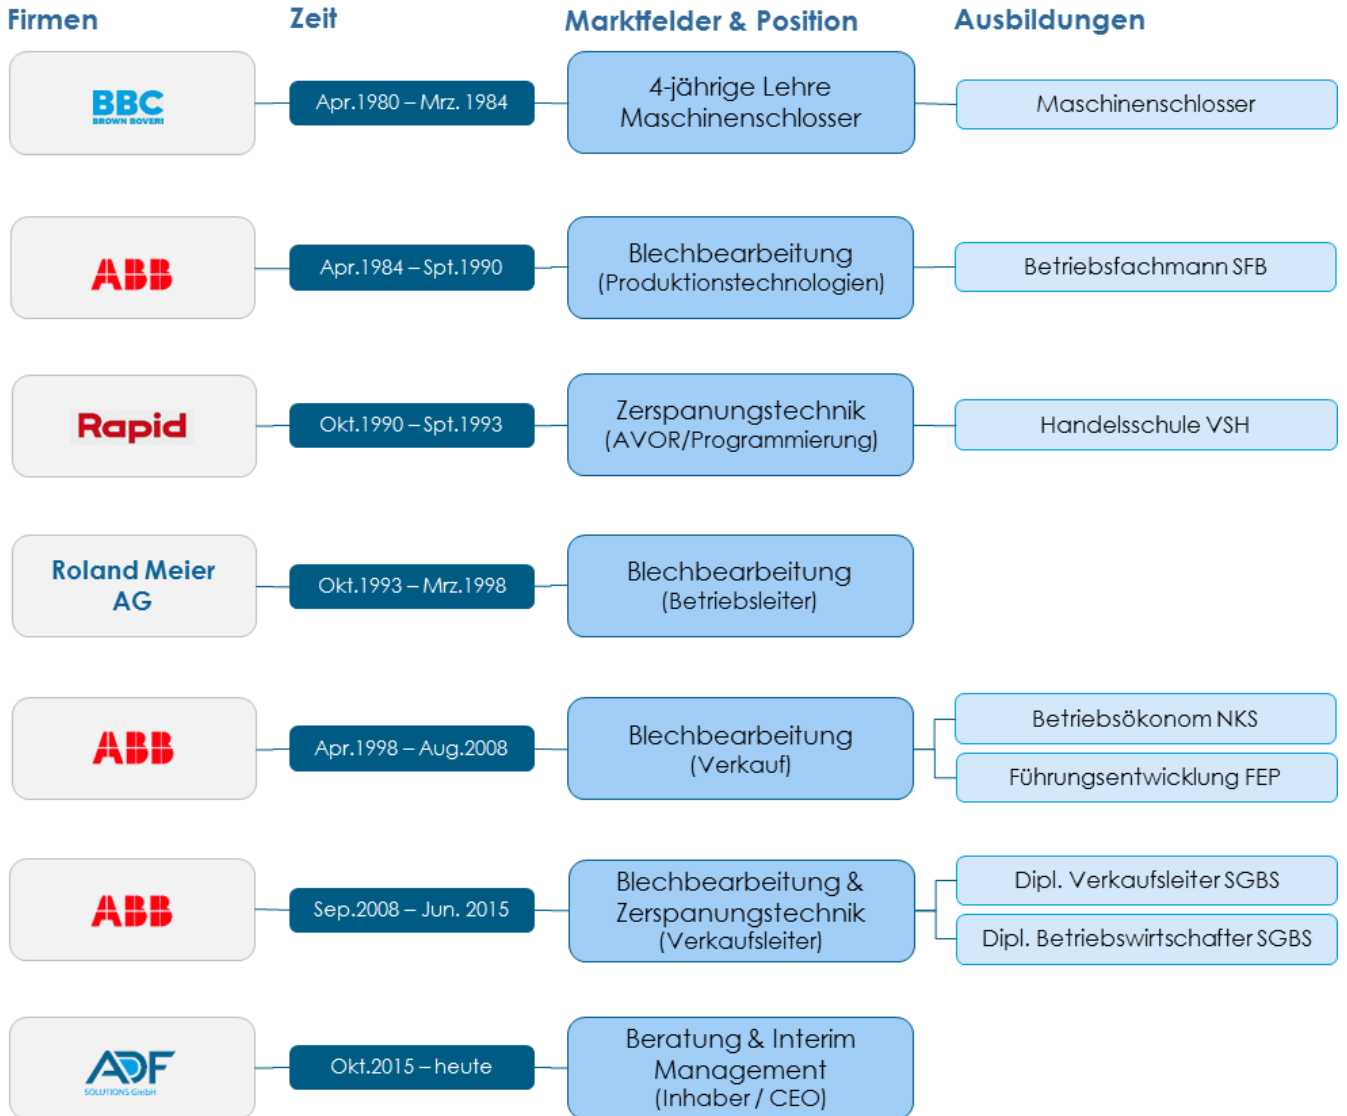 Firmen
Zeit
Marktfelder & Position
Ausbildungen
BBC
BROWN BOVERI
Apr.1980 – Mrz. 1984
4-jährige Lehre
Maschinenschlosser
Maschinenschlosser
ABB
Apr.1984 – Spt.1990
Blechbearbeitung
(Produktionstechnologien)
Betriebsfachmann SFB
Rapid
Okt.1990 – Spt.1993
Zerspanungstechnik
(AVOR/Programmierung)
Handelsschule VSH
Roland Meier
AG
Okt.1993 – Mrz.1998
Blechbearbeitung
(Betriebsleiter)
ABB
Apr.1998 – Aug.2008
Blechbearbeitung
(Verkauf)
Betriebsökonom NKS
Führungsentwicklung FEP
ABB
Sep.2008 – Jun. 2015
Blechbearbeitung &
Zerspanungstechnik
(Verkaufsleiter)
Dipl. Verkaufsleiter SGBS
Dipl. Betriebswirtschafter SGBS
ADF
SOLUTIONS GmbH
Okt.2015 – heute
Beratung & Interim
Management
(Inhaber / CEO)